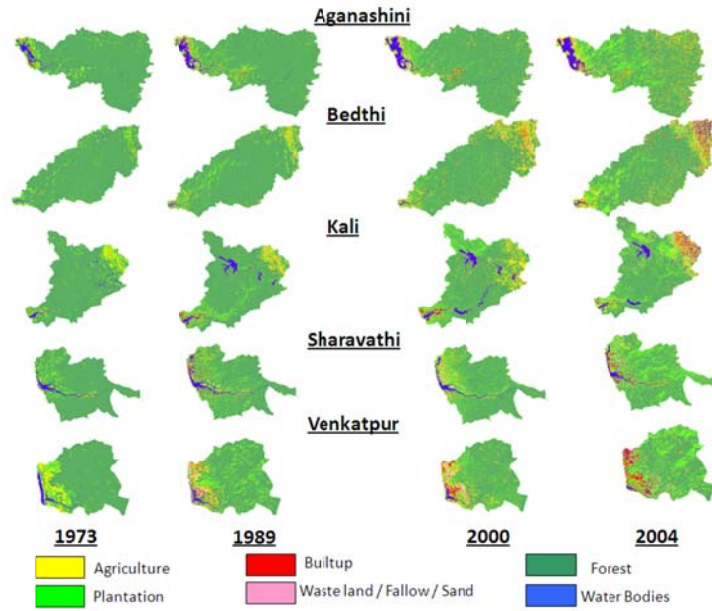 Aganashini
Bedthi
Kali
Sharavathi
Venkatpur
1973 1989 2000 2004
Agriculture Builtup Forest
Plantation Waste land / Fallow / Sand Water Bodies